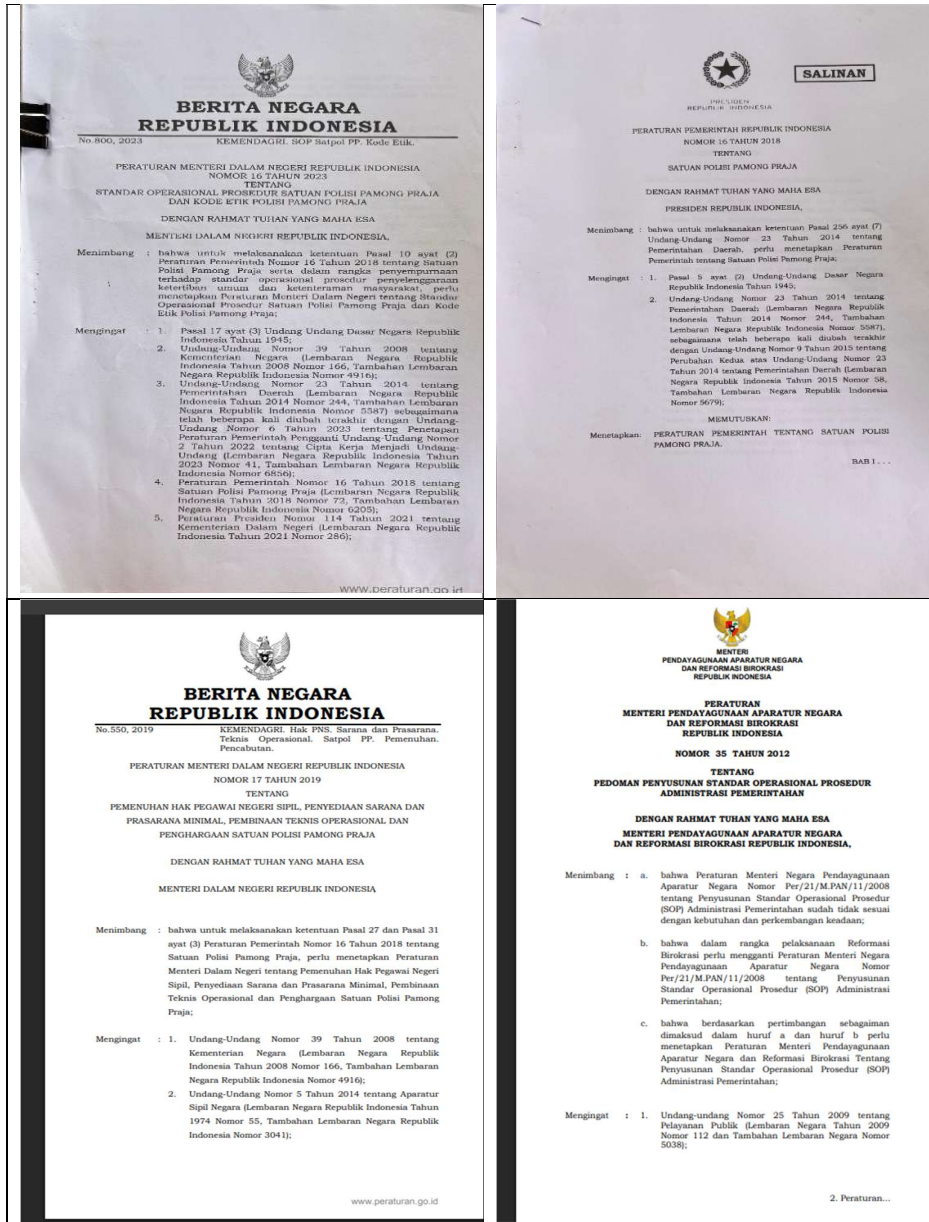 BERITA NEGARA
REPUBLIK INDONESIA
No.800, 2023 KEMENDAGRI. SOP Satpol PP. Kode Etik.
PERATURAN MENTERI DALAM NEGERI REPUBLIK INDONESIA
NOMOR 16 TAHUN 2023
TENTANG
STANDAR OPERASIONAL PROSEDUR SATUAN POLISI PAMONG PRAJA
DAN KODE ETIK POLISI PAMONG PRAJA
DENGAN RAHMAT TUHAN YANG MAHA ESA
MENTERI DALAM NEGERI REPUBLIK INDONESIA,
Menimbang : bahwa untuk melaksanakan ketentuan Pasal 10 ayat (2)
Peraturan Pemerintah Nomor 16 Tahun 2018 tentang Satuan
Polisi Pamong Praja serta dalam rangka penyempurnaan
terhadap standar operasional prosedur penyelenggaraan
ketertiban umum dan ketenteraman masyarakat, perlu
menetapkan Peraturan Menteri Dalam Negeri tentang Standar
Operasional Prosedur Satuan Polisi Pamong Praja dan Kode
Etik Polisi Pamong Praja;
Mengingat : 1. Pasal 17 ayat (3) Undang Undang Dasar Negara Republik
Indonesia Tahun 1945;
2. Undang-Undang Nomor 39 Tahun 2008 tentang
Kementerian Negara (Lembaran Negara Republik
Indonesia Tahun 2008 Nomor 166, Tambahan Lembaran
Negara Republik Indonesia Nomor 4916);
3. Undang-Undang Nomor 23 Tahun 2014 tentang
Pemerintahan Daerah (Lembaran Negara Republik
Indonesia Tahun 2014 Nomor 244, Tambahan Lembaran
Negara Republik Indonesia Nomor 5587) sebagaimana
telah beberapa kali diubah terakhir dengan Undang-
Undang Nomor 6 Tahun 2023 tentang Penetapan
Peraturan Pemerintah Pengganti Undang-Undang Nomor
2 Tahun 2022 tentang Cipta Kerja Menjadi Undang-
Undang (Lembaran Negara Republik Indonesia Tahun
2023 Nomor 41, Tambahan Lembaran Negara Republik
Indonesia Nomor 6856);
4. Peraturan Pemerintah Nomor 16 Tahun 2018 tentang
Satuan Polisi Pamong Praja (Lembaran Negara Republik
Indonesia Tahun 2018 Nomor 72, Tambahan Lembaran
Negara Republik Indonesia Nomor 6205);
5. Peraturan Presiden Nomor 114 Tahun 2021 tentang
Kementerian Dalam Negeri (Lembaran Negara Republik
Indonesia Tahun 2021 Nomor 286);
www.peraturan.go.id
SALINAN
PRESIDEN
REPUBLIK INDONESIA
PERATURAN PEMERINTAH REPUBLIK INDONESIA
NOMOR 16 TAHUN 2018
TENTANG
SATUAN POLISI PAMONG PRAJA
DENGAN RAHMAT TUHAN YANG MAHA ESA
PRESIDEN REPUBLIK INDONESIA,
Menimbang : bahwa untuk melaksanakan ketentuan Pasal 256 ayat (7)
Undang-Undang Nomor 23 Tahun 2014 tentang
Pemerintahan Daerah, perlu menetapkan Peraturan
Pemerintah tentang Satuan Polisi Pamong Praja;
Mengingat : 1. Pasal 5 ayat (2) Undang-Undang Dasar Negara
Republik Indonesia Tahun 1945;
2. Undang-Undang Nomor 23 Tahun 2014 tentang
Pemerintahan Daerah (Lembaran Negara Republik
Indonesia Tahun 2014 Nomor 244, Tambahan
Lembaran Negara Republik Indonesia Nomor 5587),
sebagaimana telah beberapa kali diubah terakhir
dengan Undang-Undang Nomor 9 Tahun 2015 tentang
Perubahan Kedua atas Undang-Undang Nomor 23
Tahun 2014 tentang Pemerintahan Daerah (Lembaran
Negara Republik Indonesia Tahun 2015 Nomor 58,
Tambahan Lembaran Negara Republik Indonesia
Nomor 5679);
MEMUTUSKAN:
Menetapkan: PERATURAN PEMERINTAH TENTANG SATUAN POLISI
PAMONG PRAJA.
BAB I . . .
BERITA NEGARA
REPUBLIK INDONESIA
No.550, 2019 KEMENDAGRI. Hak PNS. Sarana dan Prasarana.
Teknis Operasional. Satpol PP. Pemenuhan.
Pencabutan.
PERATURAN MENTERI DALAM NEGERI REPUBLIK INDONESIA
NOMOR 17 TAHUN 2019
TENTANG
PEMENUHAN HAK PEGAWAI NEGERI SIPIL, PENYEDIAAN SARANA DAN
PRASARANA MINIMAL, PEMBINAAN TEKNIS OPERASIONAL DAN
PENGHARGAAN SATUAN POLISI PAMONG PRAJA
DENGAN RAHMAT TUHAN YANG MAHA ESA
MENTERI DALAM NEGERI REPUBLIK INDONESIA,
Menimbang : bahwa untuk melaksanakan ketentuan Pasal 27 dan Pasal 31
ayat (3) Peraturan Pemerintah Nomor 16 Tahun 2018 tentang
Satuan Polisi Pamong Praja, perlu menetapkan Peraturan
Menteri Dalam Negeri tentang Pemenuhan Hak Pegawai Negeri
Sipil, Penyediaan Sarana dan Prasarana Minimal, Pembinaan
Teknis Operasional dan Penghargaan Satuan Polisi Pamong
Praja;
Mengingat : 1. Undang-Undang Nomor 39 Tahun 2008 tentang
Kementerian Negara (Lembaran Negara Republik
Indonesia Tahun 2008 Nomor 166, Tambahan Lembaran
Negara Republik Indonesia Nomor 4916);
2. Undang-Undang Nomor 5 Tahun 2014 tentang Aparatur
Sipil Negara (Lembaran Negara Republik Indonesia Tahun
1974 Nomor 55, Tambahan Lembaran Negara Republik
Indonesia Nomor 3041);
www.peraturan.go.id
MENTERI
PENDAYAGUNAAN APARATUR NEGARA
DAN REFORMASI BIROKRASI
REPUBLIK INDONESIA
PERATURAN
MENTERI PENDAYAGUNAAN APARATUR NEGARA
DAN REFORMASI BIROKRASI
REPUBLIK INDONESIA
NOMOR 35 TAHUN 2012
TENTANG
PEDOMAN PENYUSUNAN STANDAR OPERASIONAL PROSEDUR
ADMINISTRASI PEMERINTAHAN
DENGAN RAHMAT TUHAN YANG MAHA ESA
MENTERI PENDAYAGUNAAN APARATUR NEGARA
DAN REFORMASI BIROKRASI REPUBLIK INDONESIA,
Menimbang : a. bahwa Peraturan Menteri Negara Pendayagunaan
Aparatur Negara Nomor Per/21/M.PAN/11/2008
tentang Penyusunan Standar Operasional Prosedur
(SOP) Administrasi Pemerintahan sudah tidak sesuai
dengan kebutuhan dan perkembangan keadaan;
b. bahwa dalam rangka pelaksanaan Reformasi
Birokrasi perlu mengganti Peraturan Menteri Negara
Pendayagunaan Aparatur Negara Nomor
Per/21/M.PAN/11/2008 tentang Penyusunan
Standar Operasional Prosedur (SOP) Administrasi
Pemerintahan;
c. bahwa berdasarkan pertimbangan sebagaiman
dimaksud dalam huruf a dan huruf b perlu
menetapkan Peraturan Menteri Pendayagunaan
Aparatur Negara dan Reformasi Birokrasi Tentang
Penyusunan Standar Operasional Prosedur (SOP)
Administrasi Pemerintahan;
Mengingat : 1. Undang-undang Nomor 25 Tahun 2009 tentang
Pelayanan Publik (Lembaran Negara Tahun 2009
Nomor 112 dan Tambahan Lembaran Negara Nomor
5038);
2. Peraturan...